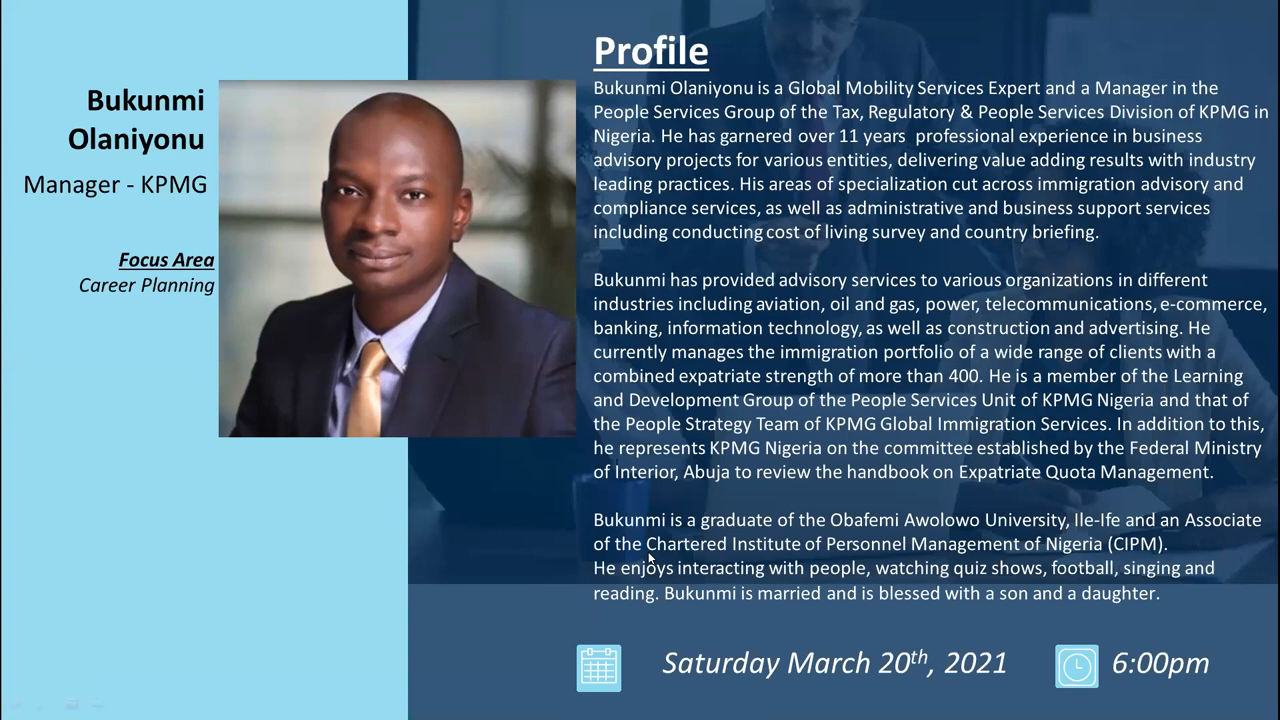 Bukunmi
Olaniyonu
Manager - KPMG
Focus Area
Career Planning
Profile
Bukunmi Olaniyonu is a Global Mobility Services Expert and a Manager in the
People Services Group of the Tax, Regulatory & People Services Division of KPMG in
Nigeria. He has garnered over 11 years professional experience in business
advisory projects for various entities, delivering value adding results with industry
leading practices. His areas of specialization cut across immigration advisory and
compliance services, as well as administrative and business support services
including conducting cost of living survey and country briefing.
Bukunmi has provided advisory services to various organizations in different
industries including aviation, oil and gas, power, telecommunications, e-commerce,
banking, information technology, as well as construction and advertising. He
currently manages the immigration portfolio of a wide range of clients with a
combined expatriate strength of more than 400. He is a member of the Learning
and Development Group of the People Services Unit of KPMG Nigeria and that of
the People Strategy Team of KPMG Global Immigration Services. In addition to this,
he represents KPMG Nigeria on the committee established by the Federal Ministry
of Interior, Abuja to review the handbook on Expatriate Quota Management.
Bukunmi is a graduate of the Obafemi Awolowo University, Ile-Ife and an Associate
of the Chartered Institute of Personnel Management of Nigeria (CIPM).
He enjoys interacting with people, watching quiz shows, football, singing and
reading. Bukunmi is married and is blessed with a son and a daughter.
Saturday March 20th, 2021
6:00pm